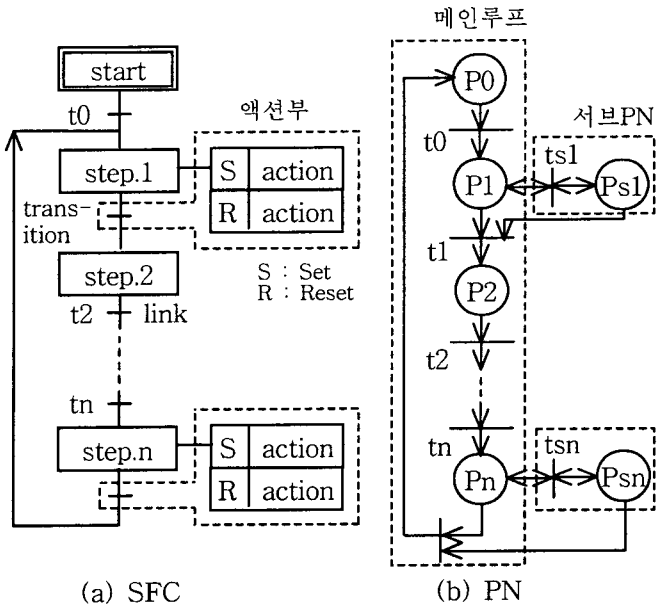 start
t0
액션부
step.1
S action
R action
trans-
ition
step.2
S : Set
R : Reset
t2 link
tn
step.n
S action
R action
(a) SFC
메인루프
P0
서브PN
t0
ts1
P1
Ps1
t1
P2
t2
tn
tsn
Pn
Psn
(b) PN